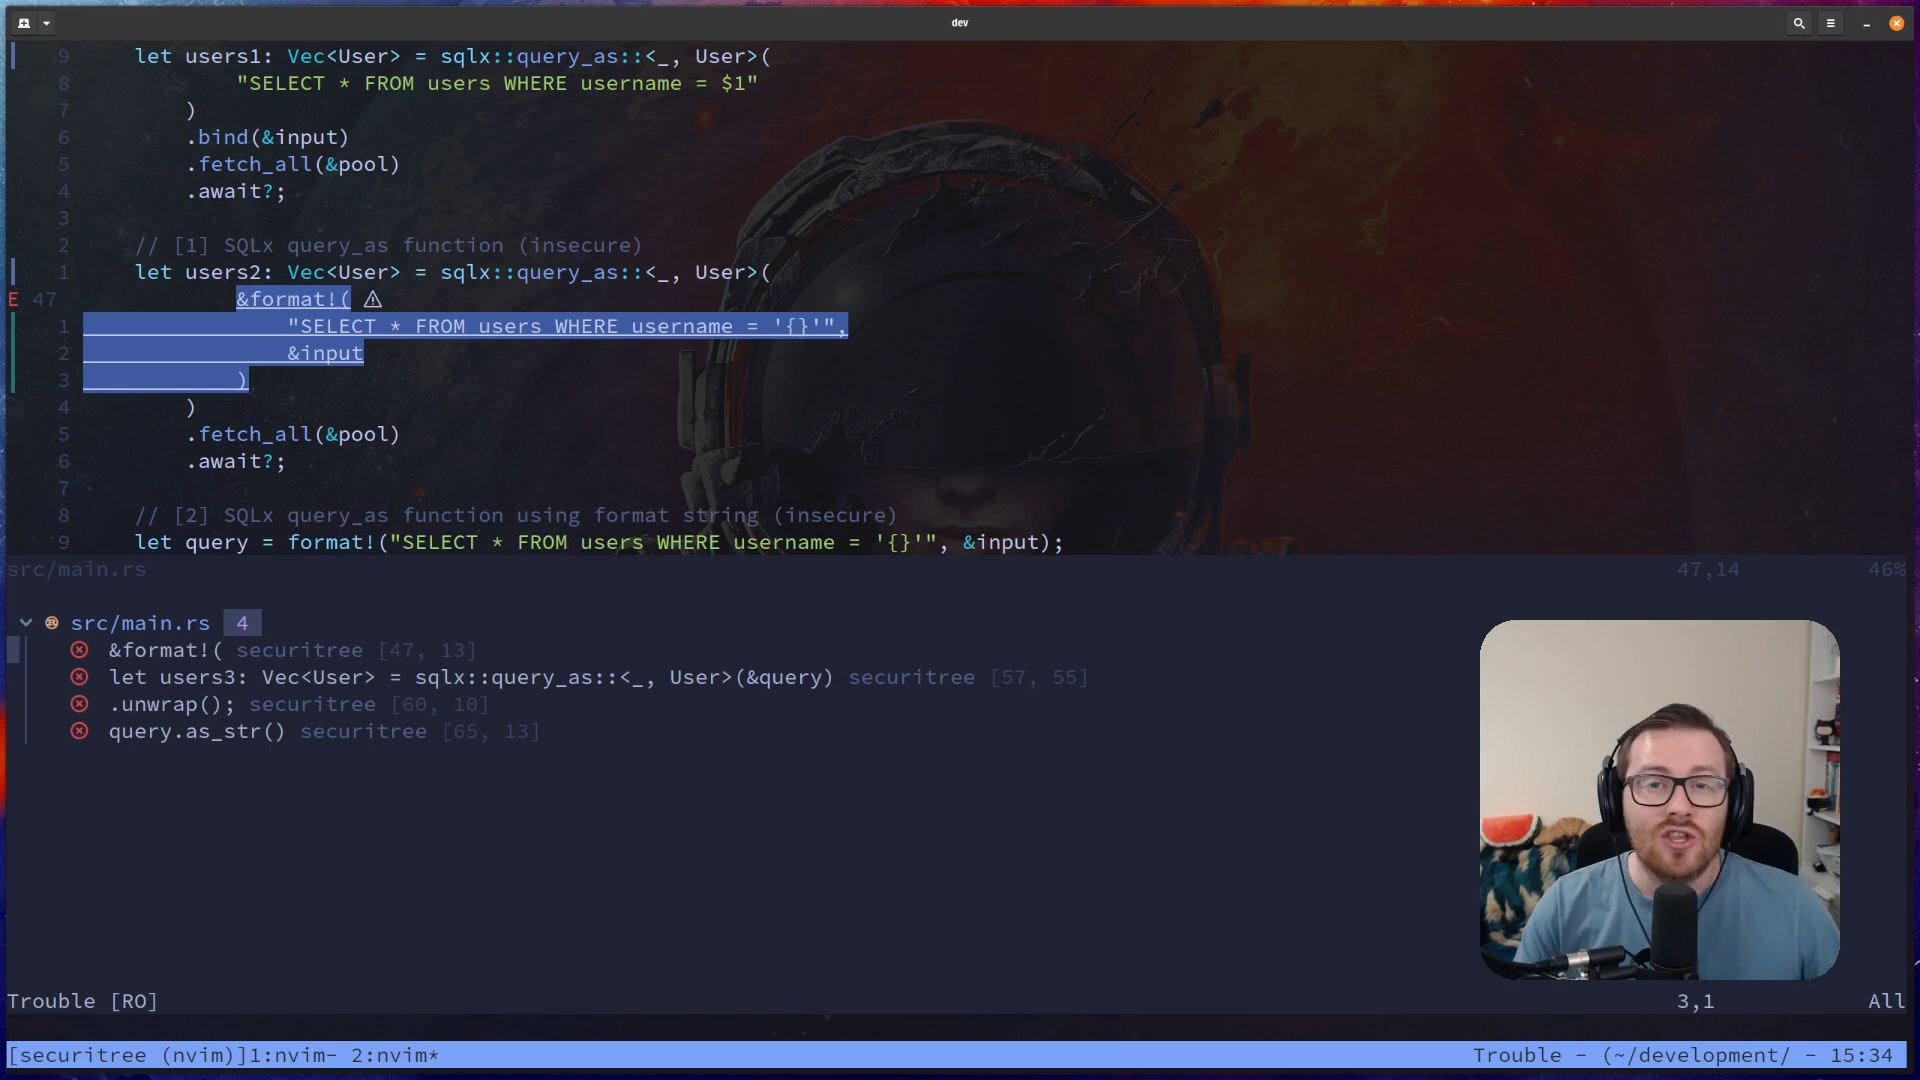 dev
9 let users1: Vec<User> = sqlx::query_as::<_, User>(
8 "SELECT * FROM users WHERE username = $1"
7 )
6 .bind(&input)
5 .fetch_all(&pool)
4 .await?;
3
2 // [1] SQLx query_as function (insecure)
1 let users2: Vec<User> = sqlx::query_as::<_, User>(
E 47 &format!(
1 "SELECT * FROM users WHERE username = '{}'",
2 &input
3 )
4 )
5 .fetch_all(&pool)
6 .await?;
7
8 // [2] SQLx query_as function using format string (insecure)
9 let query = format!("SELECT * FROM users WHERE username = '{}'", &input);
src/main.rs 47,14 46%
src/main.rs 4
&format!( securitree [47, 13]
let users3: Vec<User> = sqlx::query_as::<_, User>(&query) securitree [57, 55]
.unwrap(); securitree [60, 10]
query.as_str() securitree [65, 13]
Trouble [RO] 3,1 All
[securitree (nvim)]1:nvim- 2:nvim* Trouble - (~/development/ - 15:34